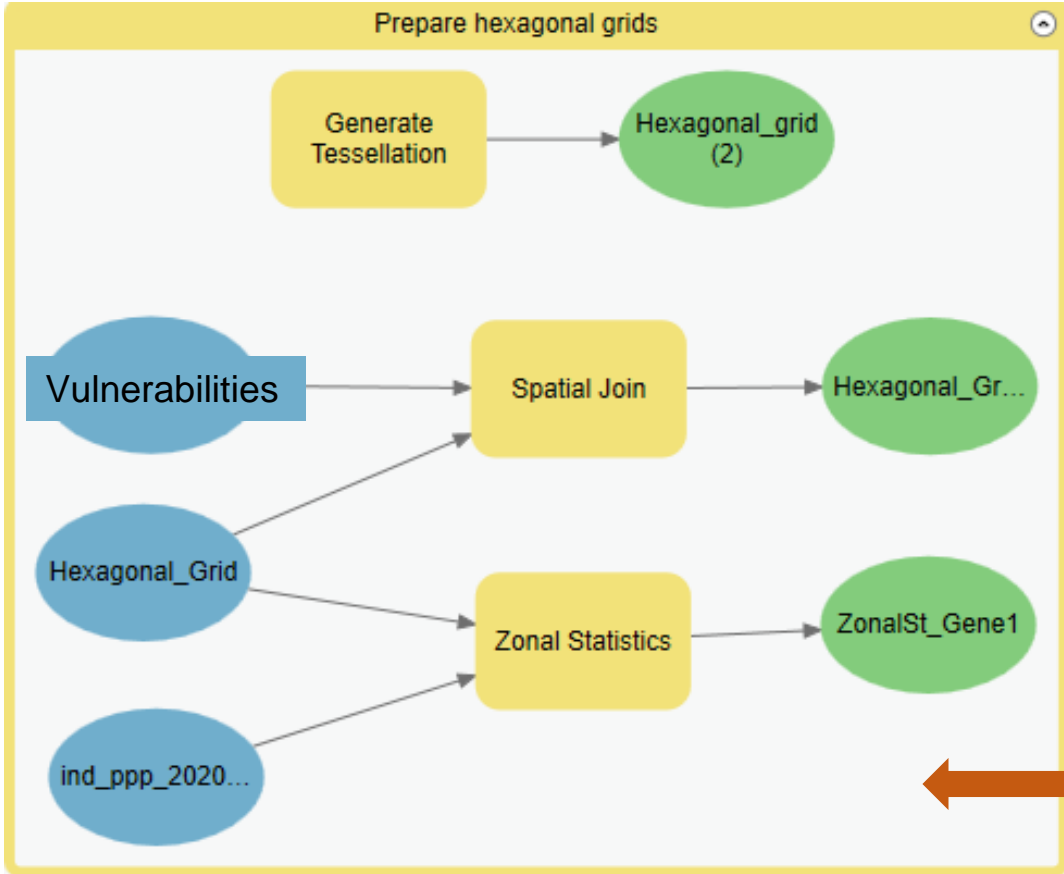 Prepare hexagonal grids
Generate
Tessellation
Hexagonal_grid
(2)
Vulnerabilities
Spatial Join
Hexagonal_Gr...
Hexagonal_Grid
Zonal Statistics
ZonalSt_Gene1
ind_ppp_2020...